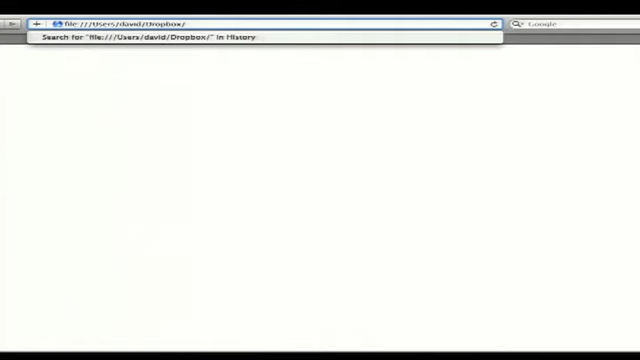 file:///Users/david/Dropbox/
Google
Search for "file:///Users/david/Dropbox/" in History